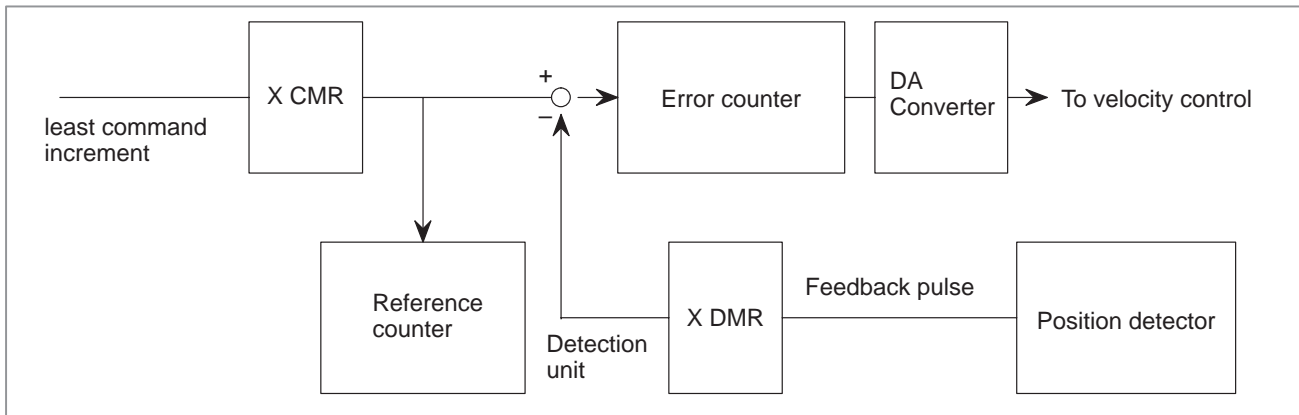 least command
increment
X CMR
+
−
Error counter
DA
Converter
To velocity control
Reference
counter
Detection
unit
X DMR
Feedback pulse
Position detector